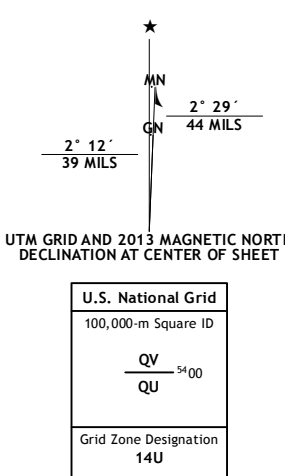 ★
MN
2° 29´
44 MILS
GN
2° 12´
39 MILS
UTM GRID AND 2013 MAGNETIC NORTH
DECLINATION AT CENTER OF SHEET
U.S. National Grid
100,000-m Square ID
QV
5400
QU
Grid Zone Designation
14U